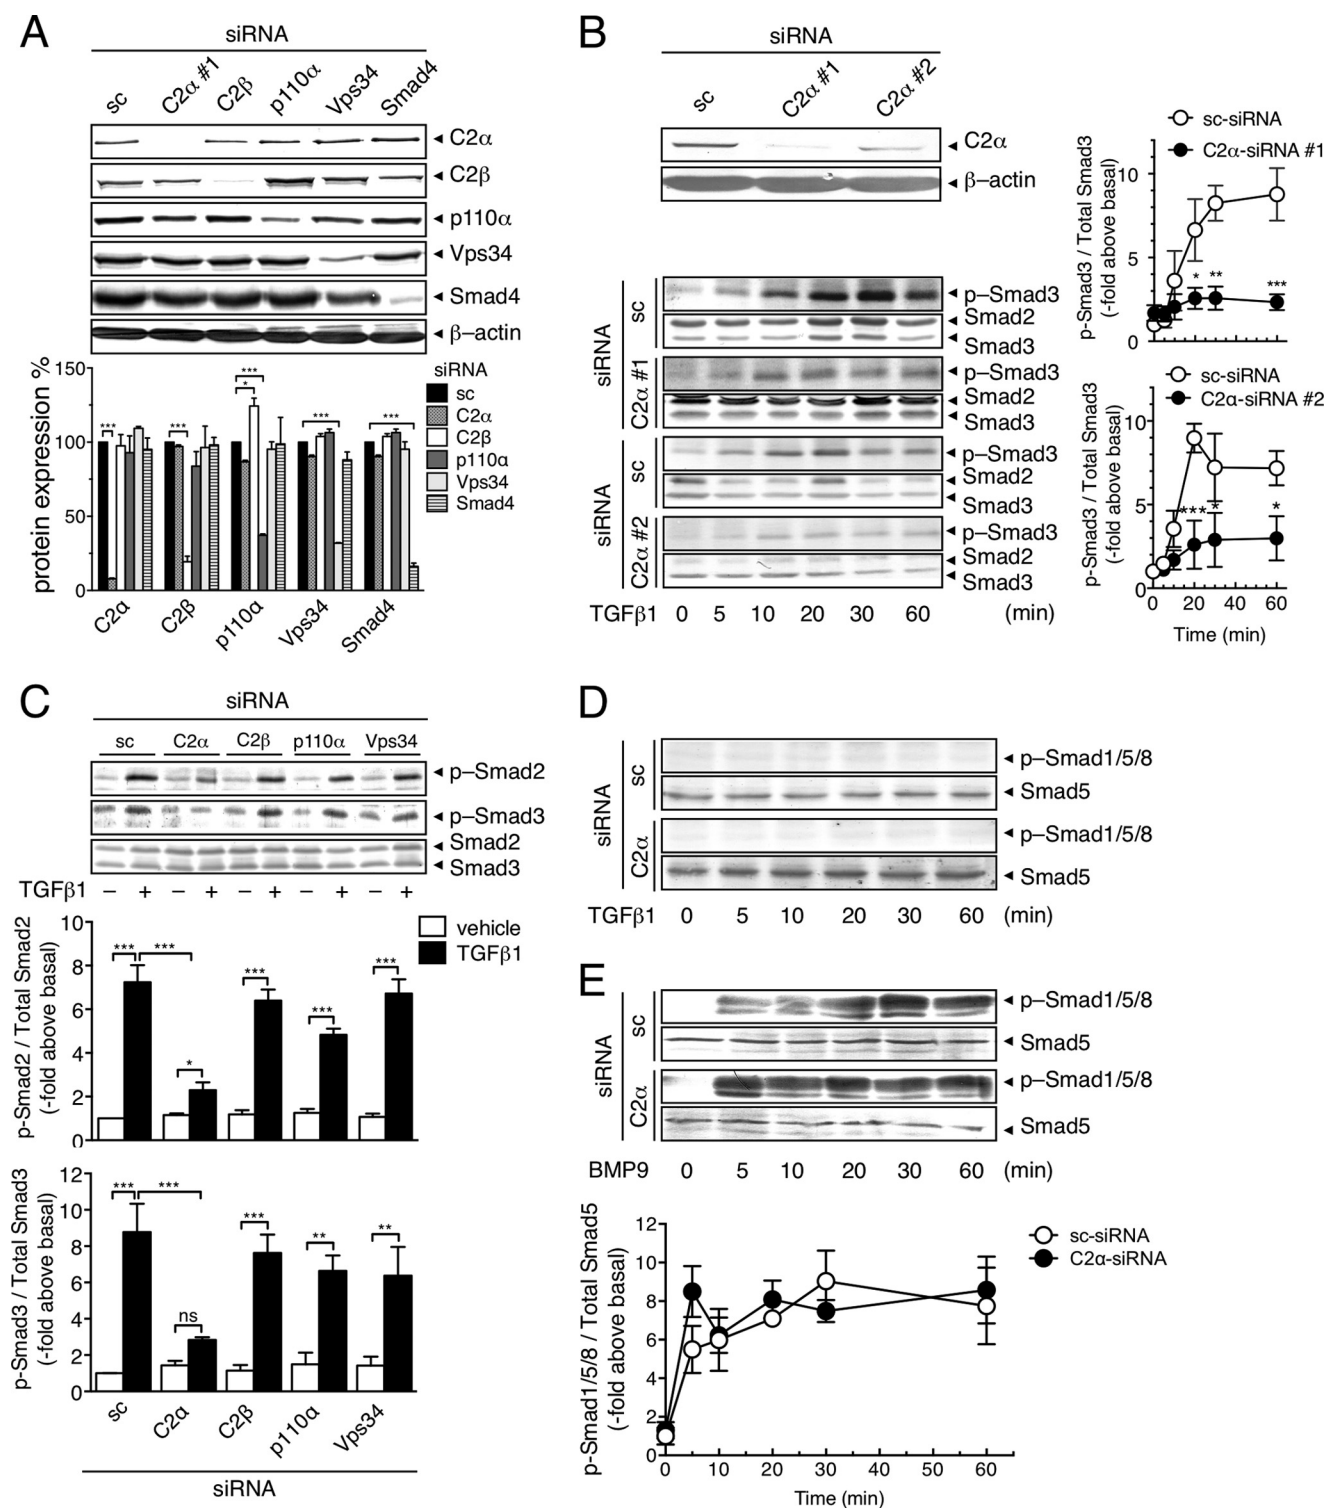 A
siRNA
sc
C2α #1
C2β
p110α
Vps34
Smad4
C2α
C2β
p110α
Vps34
Smad4
β–actin
protein expression %
150
100
50
0
***
***
***
*
***
***
siRNA
sc
C2α
C2β
p110α
Vps34
Smad4
C2α
C2β
p110α
Vps34
Smad4
B
siRNA
sc
C2α #1
C2α #2
C2α
β–actin
siRNA
sc
p–Smad3
Smad2
Smad3
C2α #1
p–Smad3
Smad2
Smad3
siRNA
sc
p–Smad3
Smad2
Smad3
C2α #2
p–Smad3
Smad2
Smad3
TGFβ1 0 5 10 20 30 60 (min)
sc-siRNA
C2α-siRNA #1
p-Smad3 / Total Smad3
(-fold above basal)
10
5
0
* ** ***
sc-siRNA
C2α-siRNA #2
p-Smad3 / Total Smad3
(-fold above basal)
10
5
0
*** * *
0 20 40 60
Time (min)
C
siRNA
sc C2α C2β p110α Vps34
p–Smad2
p–Smad3
Smad2
Smad3
TGFβ1 – + – + – + – + – +
p-Smad2 / Total Smad2
(-fold above basal)
10
8
6
4
2
0
vehicle
TGFβ1
*** *** * *** *** ***
p-Smad3 / Total Smad3
(-fold above basal)
12
10
8
6
4
2
0
*** *** ns *** ** **
sc
C2α
C2β
p110α
Vps34
siRNA
D
siRNA
sc
p–Smad1/5/8
Smad5
C2α
p–Smad1/5/8
Smad5
TGFβ1 0 5 10 20 30 60 (min)
E
siRNA
sc
p–Smad1/5/8
Smad5
C2α
p–Smad1/5/8
Smad5
BMP9 0 5 10 20 30 60 (min)
p-Smad1/5/8 / Total Smad5
(-fold above basal)
12
10
8
6
4
2
0
sc-siRNA
C2α-siRNA
0 10 20 30 40 50 60
Time (min)